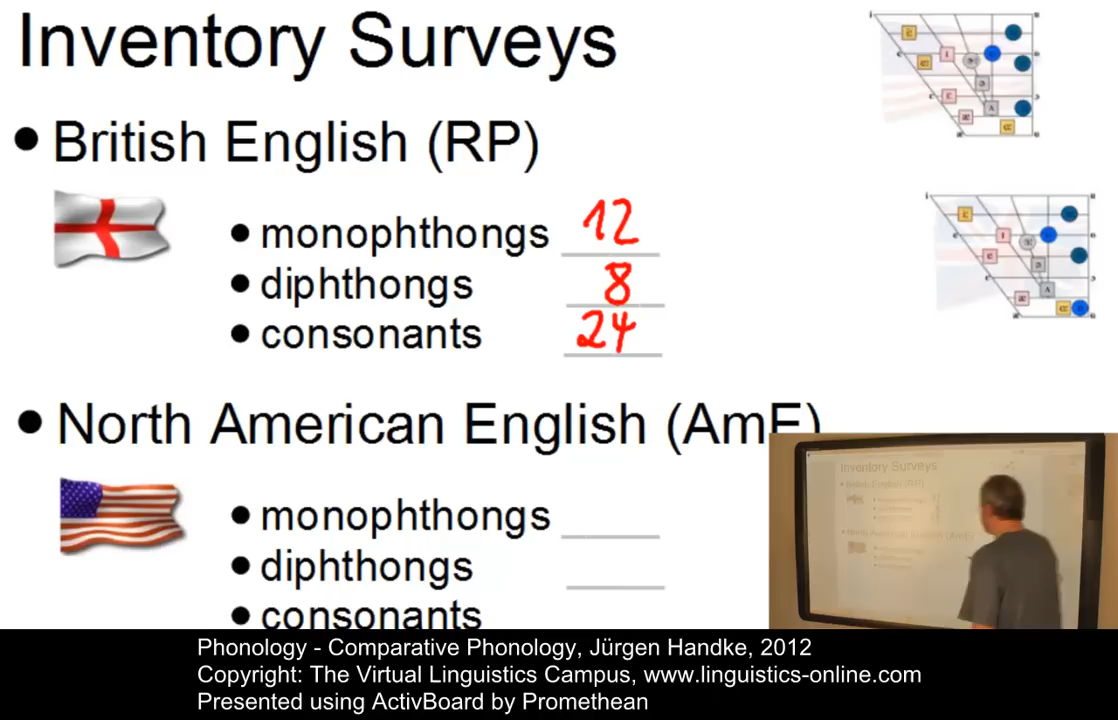 Inventory Surveys
• British English (RP)
• monophthongs 12
• diphthongs 8
• consonants 24
• North American English (AmE)
• monophthongs
• diphthongs
• consonants
Inventory Surveys
Phonology - Comparative Phonology, Jürgen Handke, 2012
Copyright: The Virtual Linguistics Campus, www.linguistics-online.com
Presented using ActivBoard by Promethean